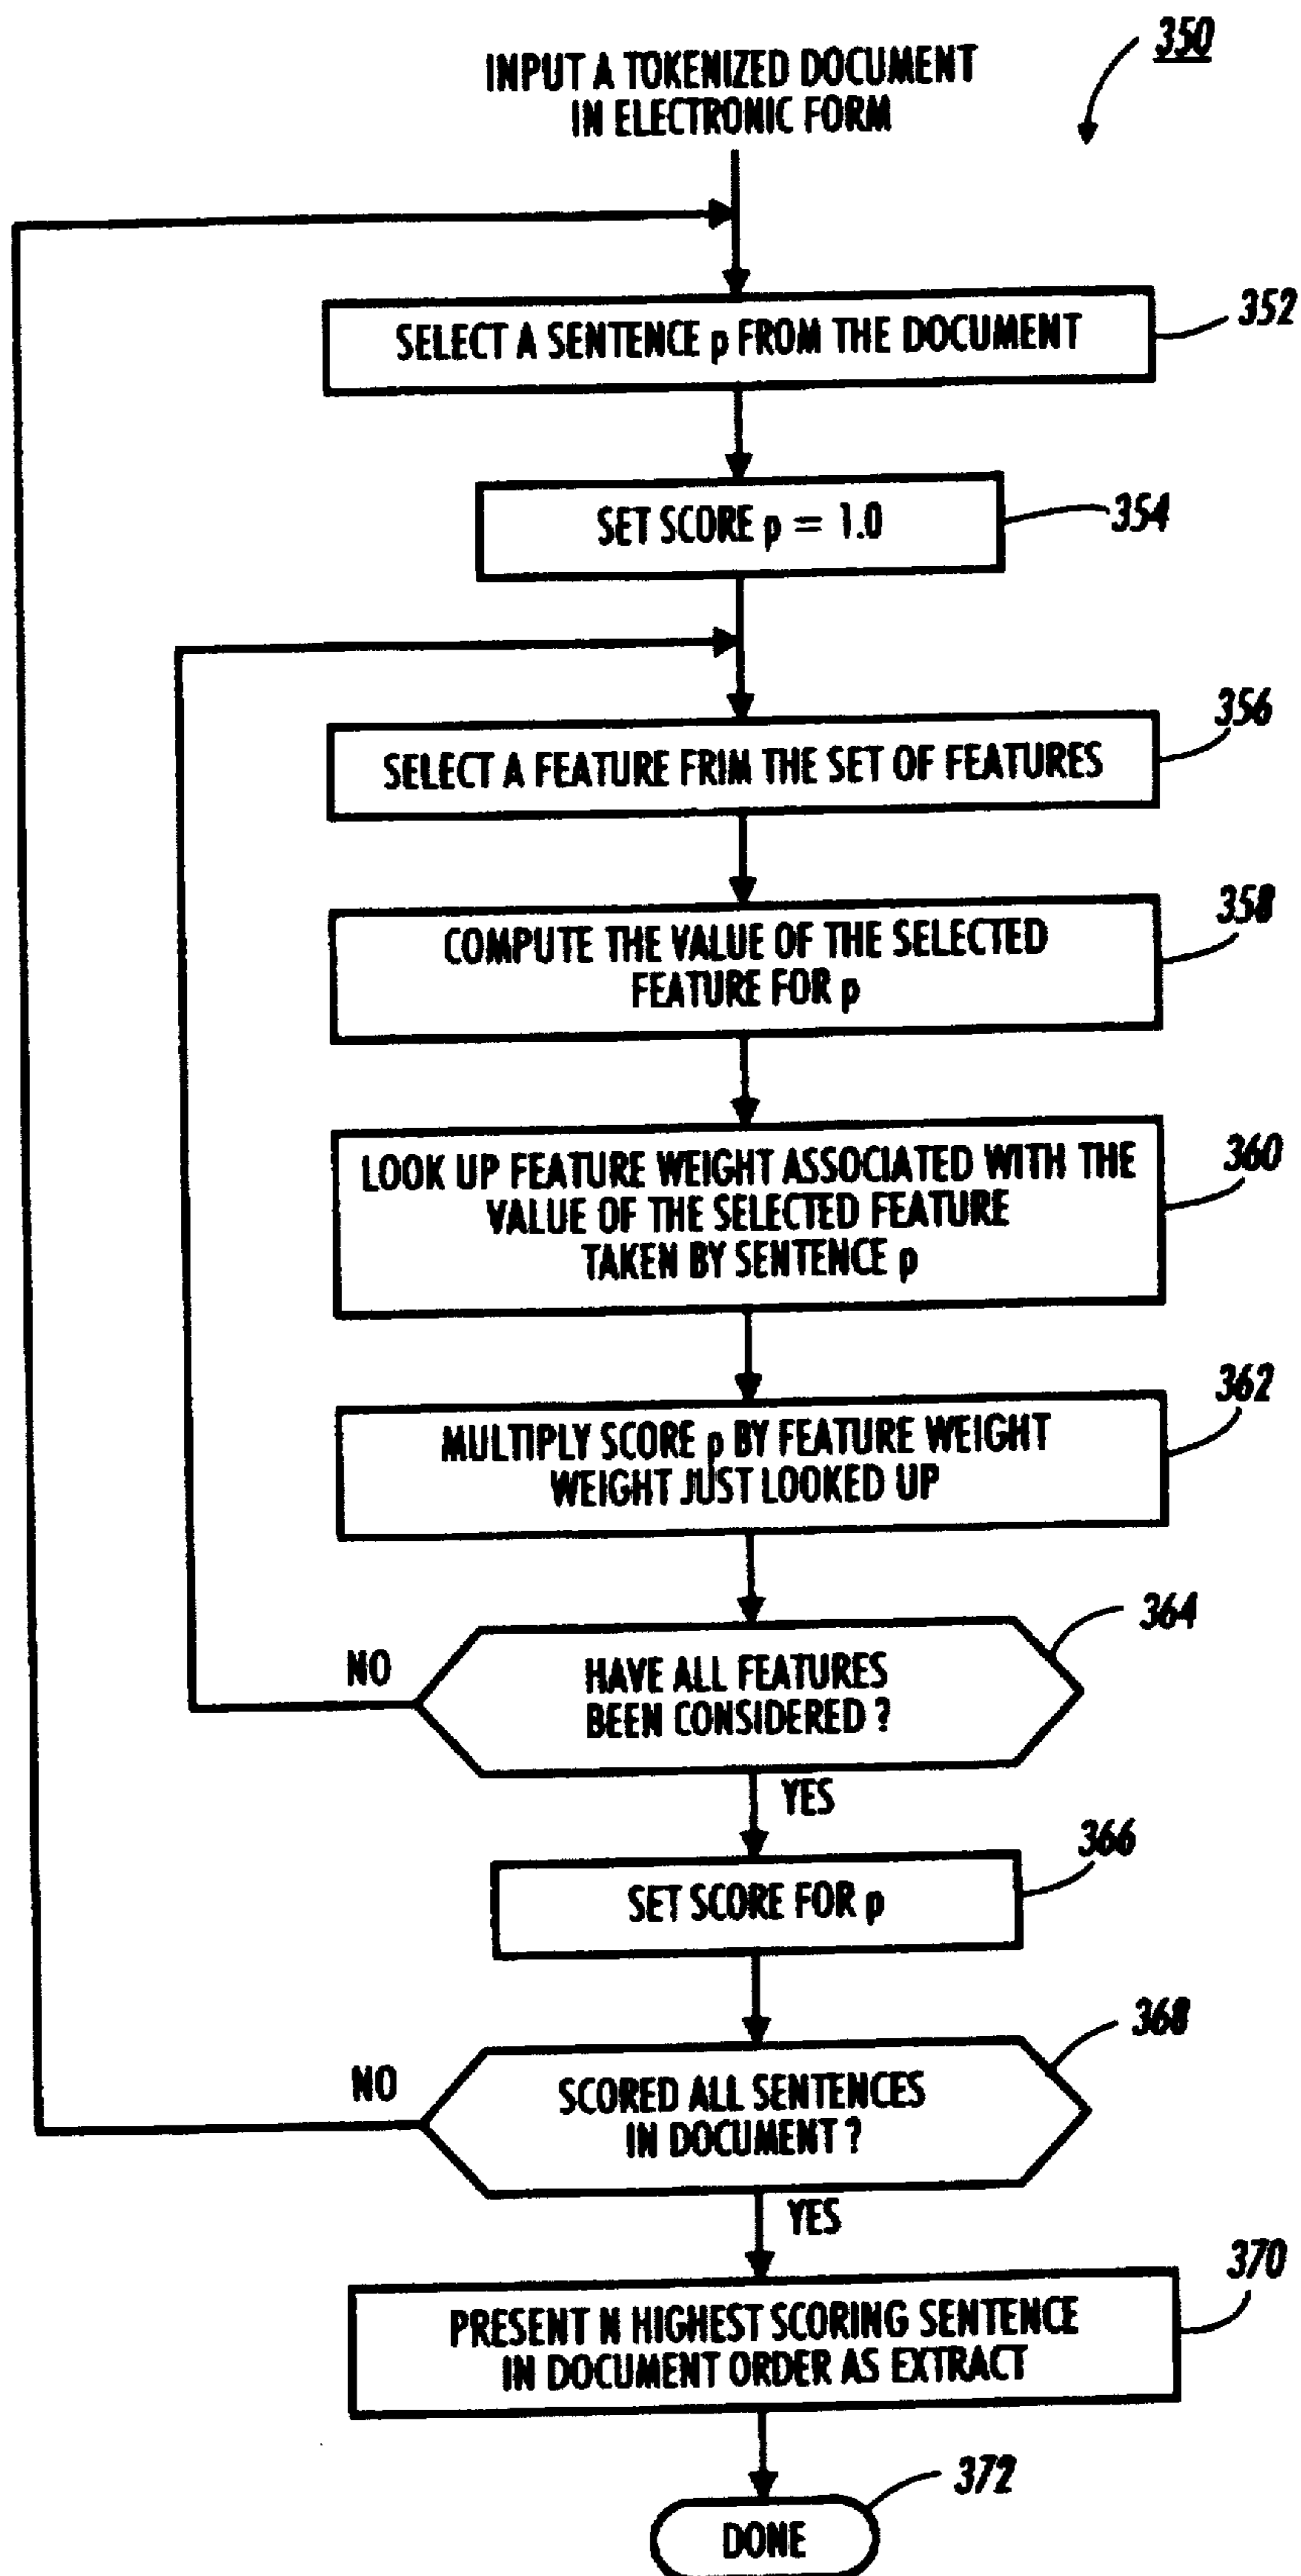 350
INPUT A TOKENIZED DOCUMENT
IN ELECTRONIC FORM
SELECT A SENTENCE p FROM THE DOCUMENT
352
SET SCORE p = 1.0
354
356
SELECT A FEATURE FRIM THE SET OF FEATURES
358
COMPUTE THE VALUE OF THE SELECTED
FEATURE FOR p
360
LOOK UP FEATURE WEIGHT ASSOCIATED WITH THE
VALUE OF THE SELECTED FEATURE
TAKEN BY SENTENCE p
362
MULTIPLY SCORE p BY FEATURE WEIGHT
WEIGHT JUST LOOKED UP
364
NO
HAVE ALL FEATURES
BEEN CONSIDERED ?
YES
366
SET SCORE FOR p
368
NO
SCORED ALL SENTENCES
IN DOCUMENT ?
YES
370
PRESENT N HIGHEST SCORING SENTENCE
IN DOCUMENT ORDER AS EXTRACT
372
DONE